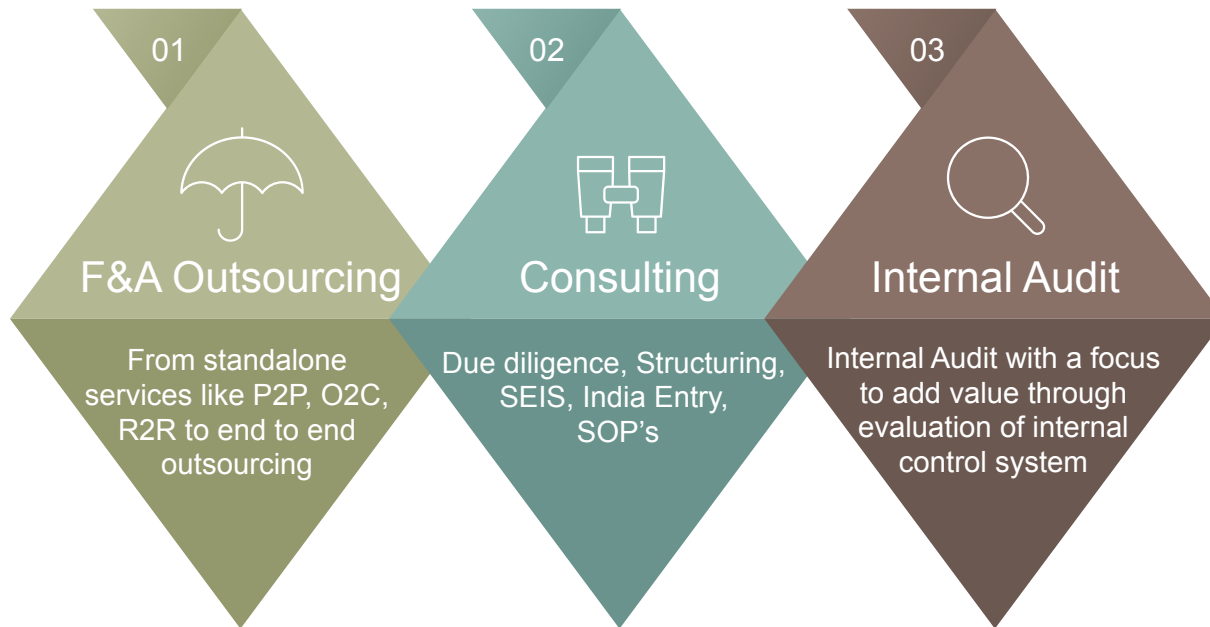 01
F&A Outsourcing
From standalone
services like P2P, O2C,
R2R to end to end
outsourcing
02
Consulting
Due diligence, Structuring,
SEIS, India Entry,
SOP’s
03
Internal Audit
Internal Audit with a focus
to add value through
evaluation of internal
control system